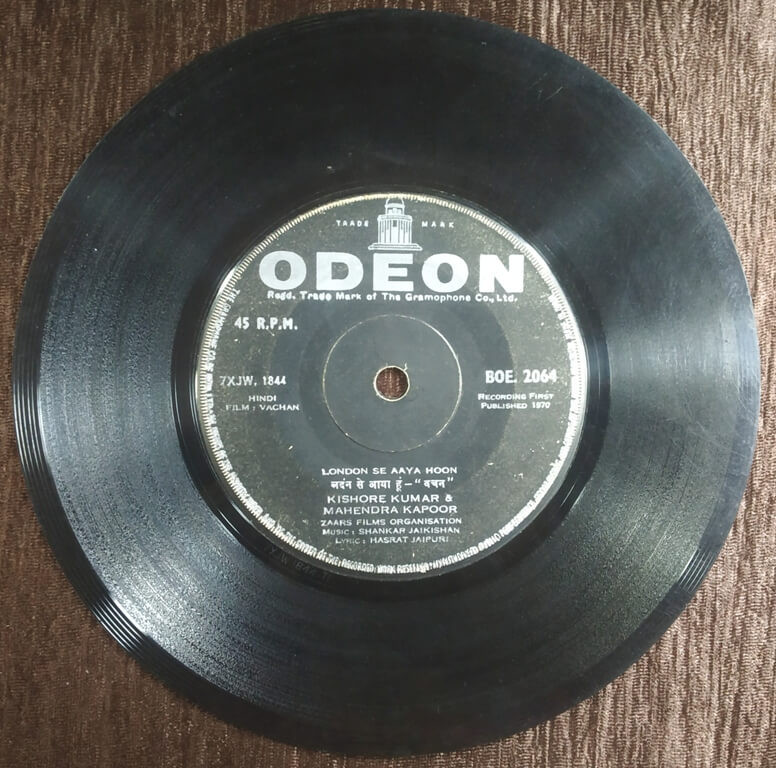 TRADE MARK
ODEON
Regd. Trade Mark of The Gramophone Co., Ltd.
45 R.P.M.
7XJW. 1844
BOE. 2064
HINDI
FILM : VACHAN
RECORDING FIRST
PUBLISHED 1970
LONDON SE AAYA HOON
लदंन से आया हूं - "वचन"
KISHORE KUMAR &
MAHENDRA KAPOOR
ZAARS FILMS ORGANISATION
MUSIC : SHANKAR JAIKISHAN
LYRIC : HASRAT JAIPURI